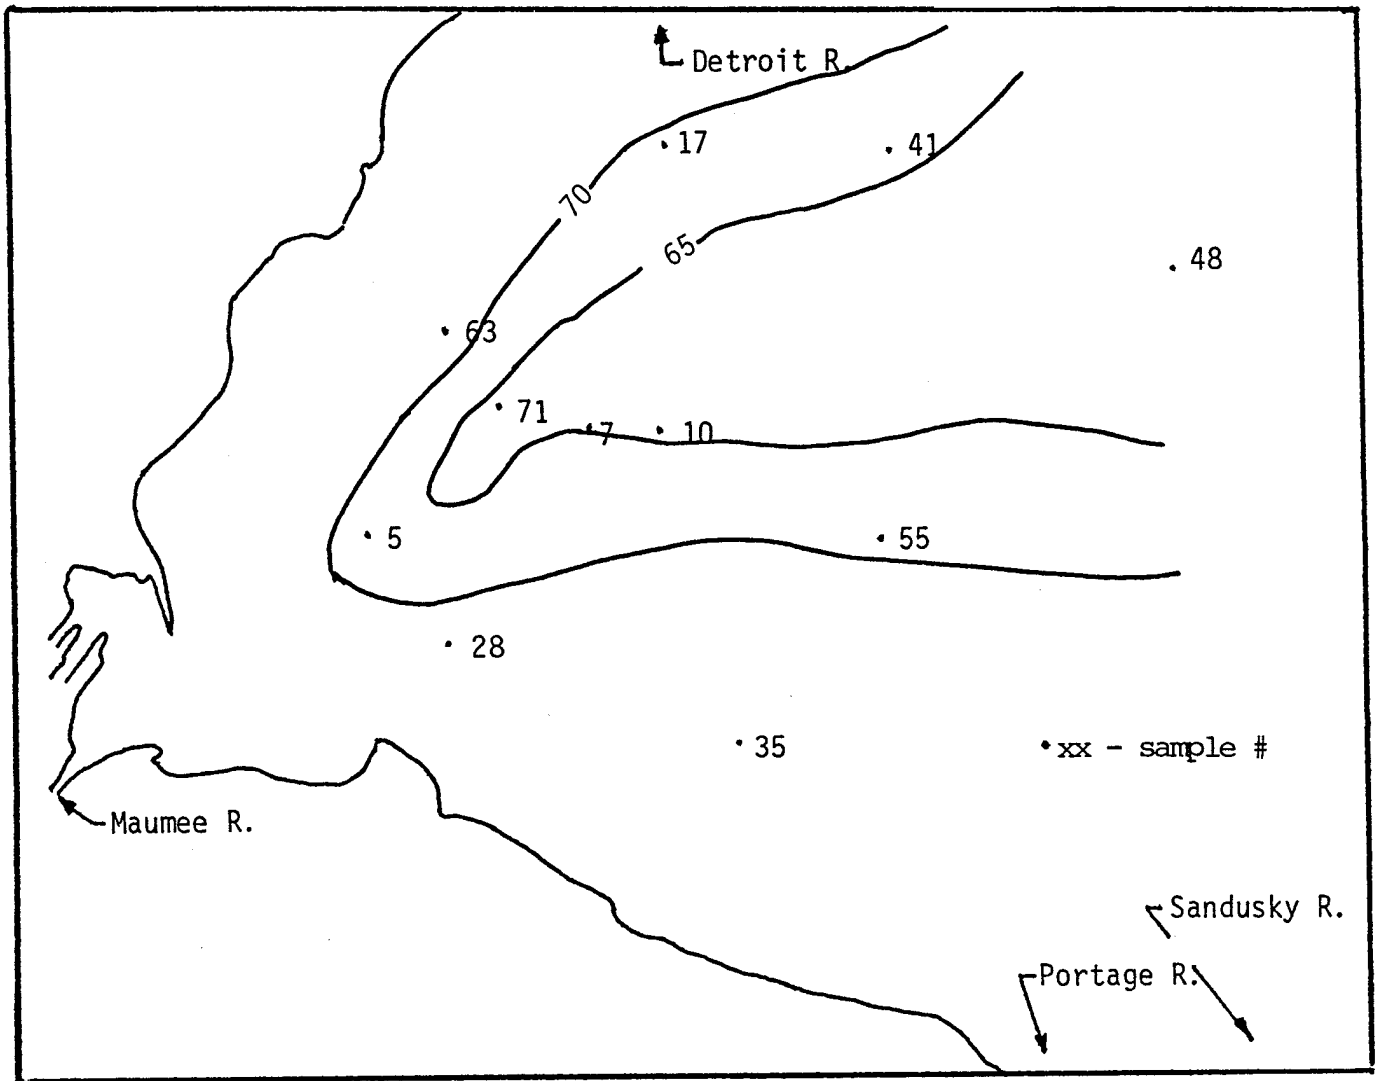 Detroit R.
17
41
70
65
48
63
71
7
10
5
55
28
35
xx - sample #
Maumee R.
Sandusky R.
Portage R.